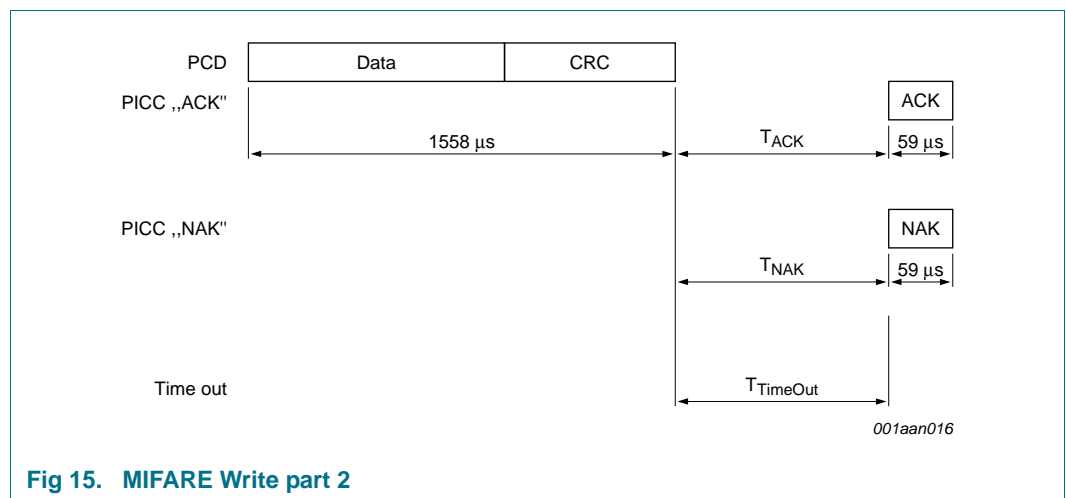 PCD Data CRC
PICC ,,ACK" ACK
1558 μs TACK 59 μs
PICC ,,NAK" NAK
TNAK 59 μs
Time out TTimeOut
001aan016
Fig 15. MIFARE Write part 2